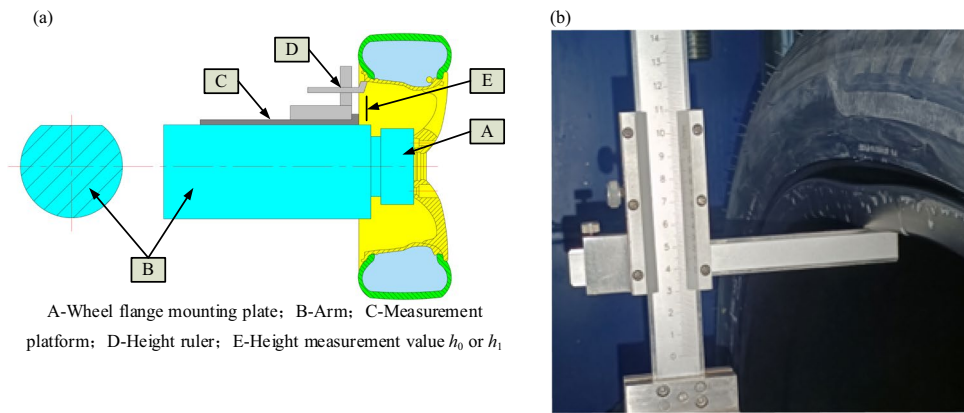 (a)
D
C
E
A
B
A-Wheel flange mounting plate；B-Arm；C-Measurement
platform；D-Height ruler；E-Height measurement value h0 or h1
(b)
14
13
12
11
10
9
8
7
6
5
4
3
2
1
0